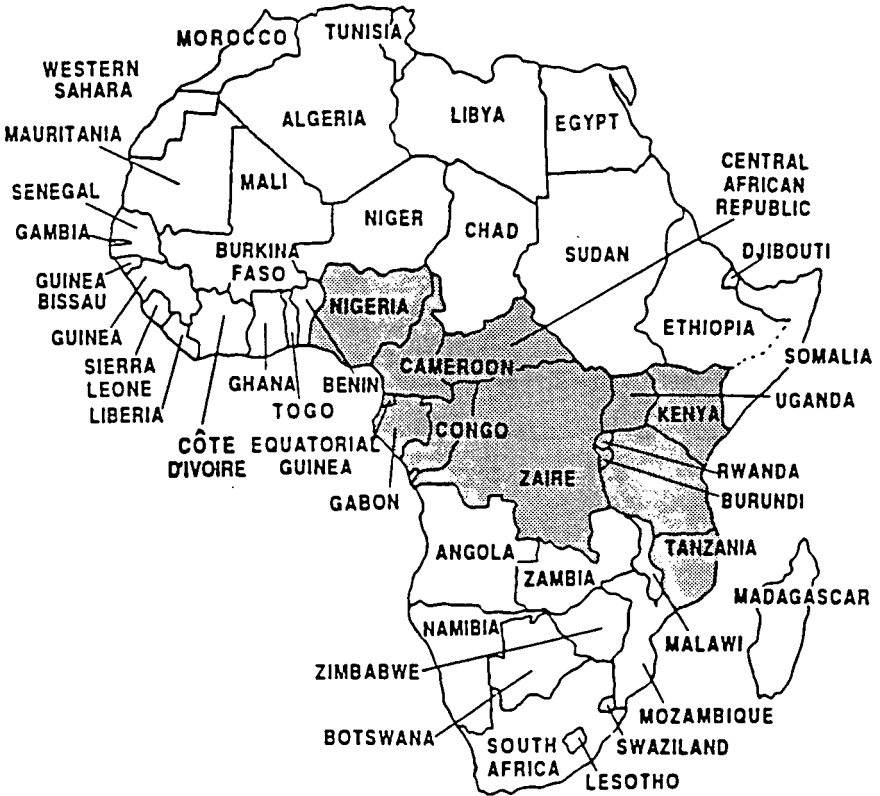 MOROCCO
TUNISIA
WESTERN
SAHARA
ALGERIA
LIBYA
EGYPT
MAURITANIA
MALI
NIGER
CHAD
SUDAN
CENTRAL
AFRICAN
REPUBLIC
SENEGAL
GAMBIA
BURKINA
FASO
DJIBOUTI
GUINEA
BISSAU
NIGERIA
ETHIOPIA
GUINEA
SOMALIA
SIERRA
LEONE
LIBERIA
GHANA
BENIN
CAMEROON
TOGO
UGANDA
KENYA
CÔTE
D'IVOIRE
EQUATORIAL
GUINEA
CONGO
GABON
ZAIRE
RWANDA
BURUNDI
ANGOLA
TANZANIA
ZAMBIA
MADAGASCAR
NAMIBIA
MALAWI
ZIMBABWE
MOZAMBIQUE
BOTSWANA
SWAZILAND
SOUTH
AFRICA
LESOTHO